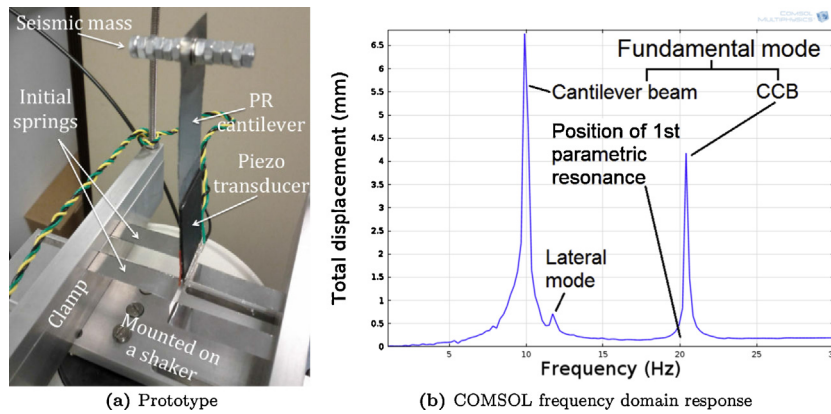 Seismic mass
Initial
springs
PR
cantilever
Piezo
transducer
Clamp
Mounted on
a shaker
(a) Prototype
COMSOL
MULTIPHYSICS
Total displacement (mm)
6.5
6
5.5
5
4.5
4
3.5
3
2.5
2
1.5
1
0.5
0
Fundamental mode
Cantilever beam
CCB
Position of 1st
parametric
resonance
Lateral
mode
5
10
15
20
25
Frequency (Hz)
(b) COMSOL frequency domain response